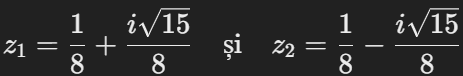 z₁ = 1/8 + i√15/8 și z₂ = 1/8 − i√15/8